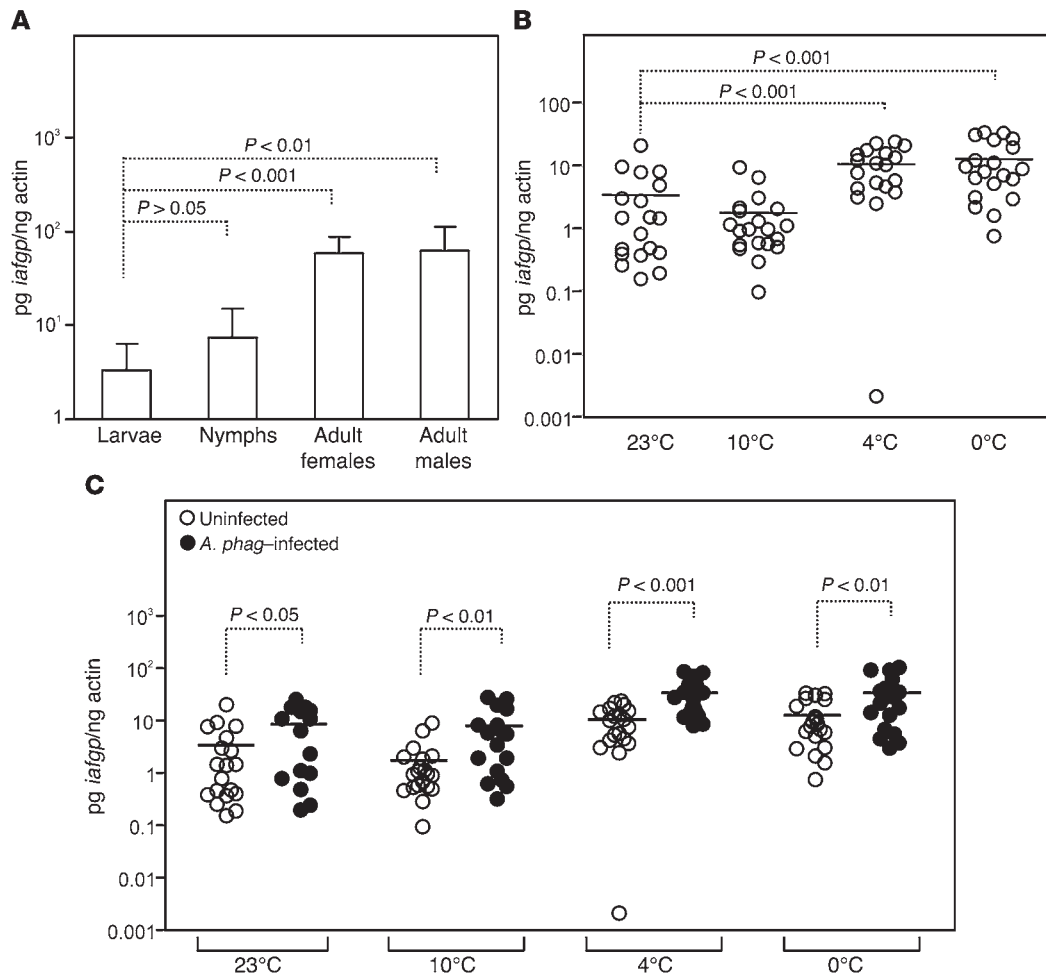 A
pg iafgp/ng actin
10³
10²
10¹
1
P < 0.01
P < 0.001
P > 0.05
Larvae
Nymphs
Adult females
Adult males
B
pg iafgp/ng actin
100
10
1
0.1
0.01
0.001
P < 0.001
P < 0.001
23°C
10°C
4°C
0°C
C
Uninfected
A. phag–infected
pg iafgp/ng actin
10³
10²
10
1
0.1
0.01
0.001
P < 0.05
P < 0.01
P < 0.001
P < 0.01
23°C
10°C
4°C
0°C